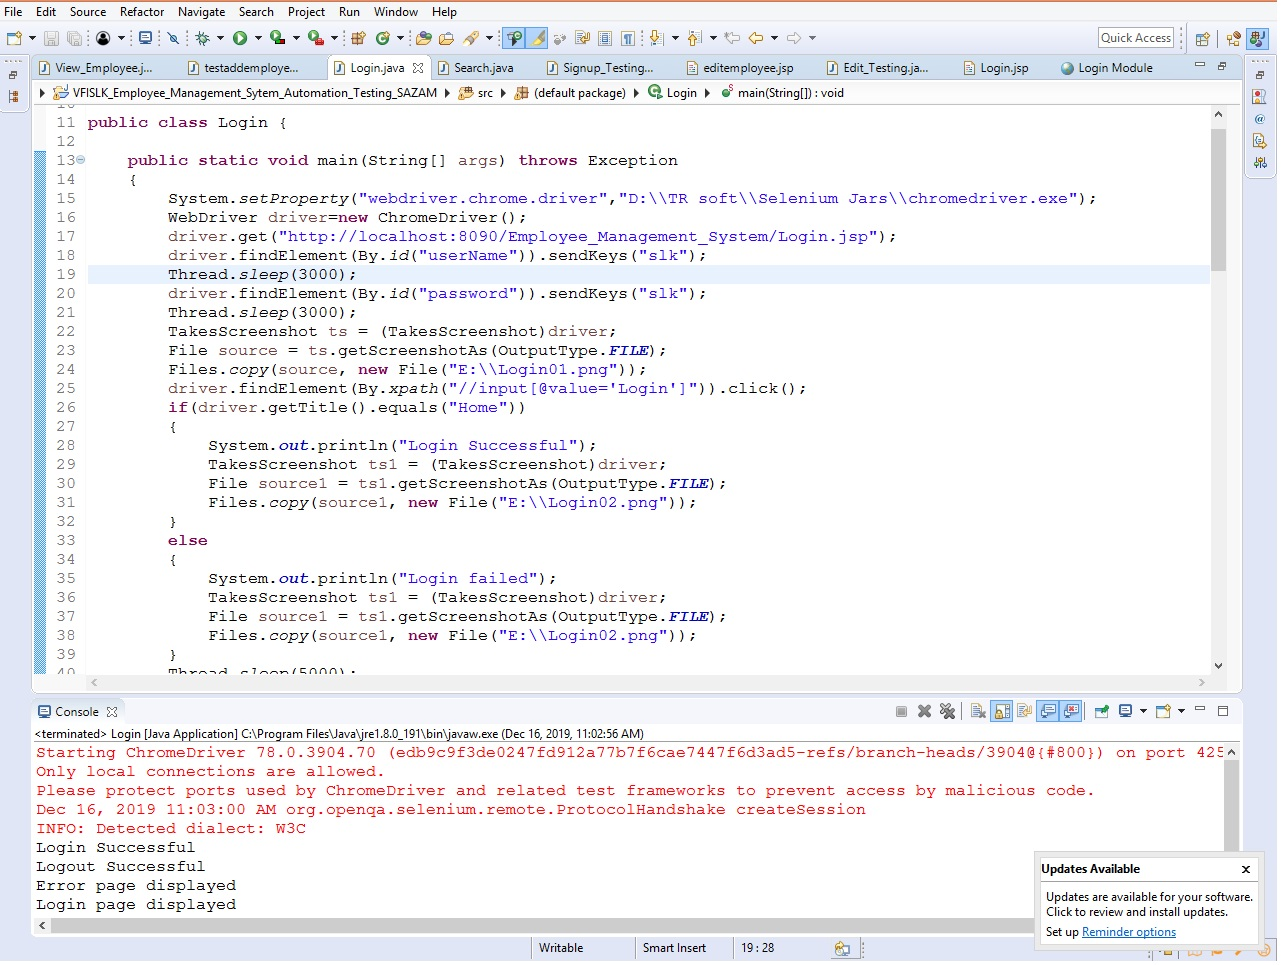 File Edit Source Refactor Navigate Search Project Run Window Help
Quick Access
View_Employee.j... testaddemploye... Login.java Search.java Signup_Testing... editemployee.jsp Edit_Testing.ja... Login.jsp Login Module
VFISLK_Employee_Management_Sytem_Automation_Testing_SAZAM src (default package) Login main(String[]) : void
11 public class Login {
12
13 public static void main(String[] args) throws Exception
14 {
15 System.setProperty("webdriver.chrome.driver","D:\\TR soft\\Selenium Jars\\chromedriver.exe");
16 WebDriver driver=new ChromeDriver();
17 driver.get("http://localhost:8090/Employee_Management_System/Login.jsp");
18 driver.findElement(By.id("userName")).sendKeys("slk");
19 Thread.sleep(3000);
20 driver.findElement(By.id("password")).sendKeys("slk");
21 Thread.sleep(3000);
22 TakesScreenshot ts = (TakesScreenshot)driver;
23 File source = ts.getScreenshotAs(OutputType.FILE);
24 Files.copy(source, new File("E:\\Login01.png"));
25 driver.findElement(By.xpath("//input[@value='Login']")).click();
26 if(driver.getTitle().equals("Home"))
27 {
28 System.out.println("Login Successful");
29 TakesScreenshot ts1 = (TakesScreenshot)driver;
30 File source1 = ts1.getScreenshotAs(OutputType.FILE);
31 Files.copy(source1, new File("E:\\Login02.png"));
32 }
33 else
34 {
35 System.out.println("Login failed");
36 TakesScreenshot ts1 = (TakesScreenshot)driver;
37 File source1 = ts1.getScreenshotAs(OutputType.FILE);
38 Files.copy(source1, new File("E:\\Login02.png"));
39 }
40 Thread.sleep(5000);
Console
<terminated> Login [Java Application] C:\Program Files\Java\jre1.8.0_191\bin\javaw.exe (Dec 16, 2019, 11:02:56 AM)
Starting ChromeDriver 78.0.3904.70 (edb9c9f3de0247fd912a77b7f6cae7447f6d3ad5-refs/branch-heads/3904@{#800}) on port 425
Only local connections are allowed.
Please protect ports used by ChromeDriver and related test frameworks to prevent access by malicious code.
Dec 16, 2019 11:03:00 AM org.openqa.selenium.remote.ProtocolHandshake createSession
INFO: Detected dialect: W3C
Login Successful
Logout Successful
Error page displayed
Login page displayed
Updates Available
Updates are available for your software.
Click to review and install updates.
Set up Reminder options
Writable Smart Insert 19 : 28